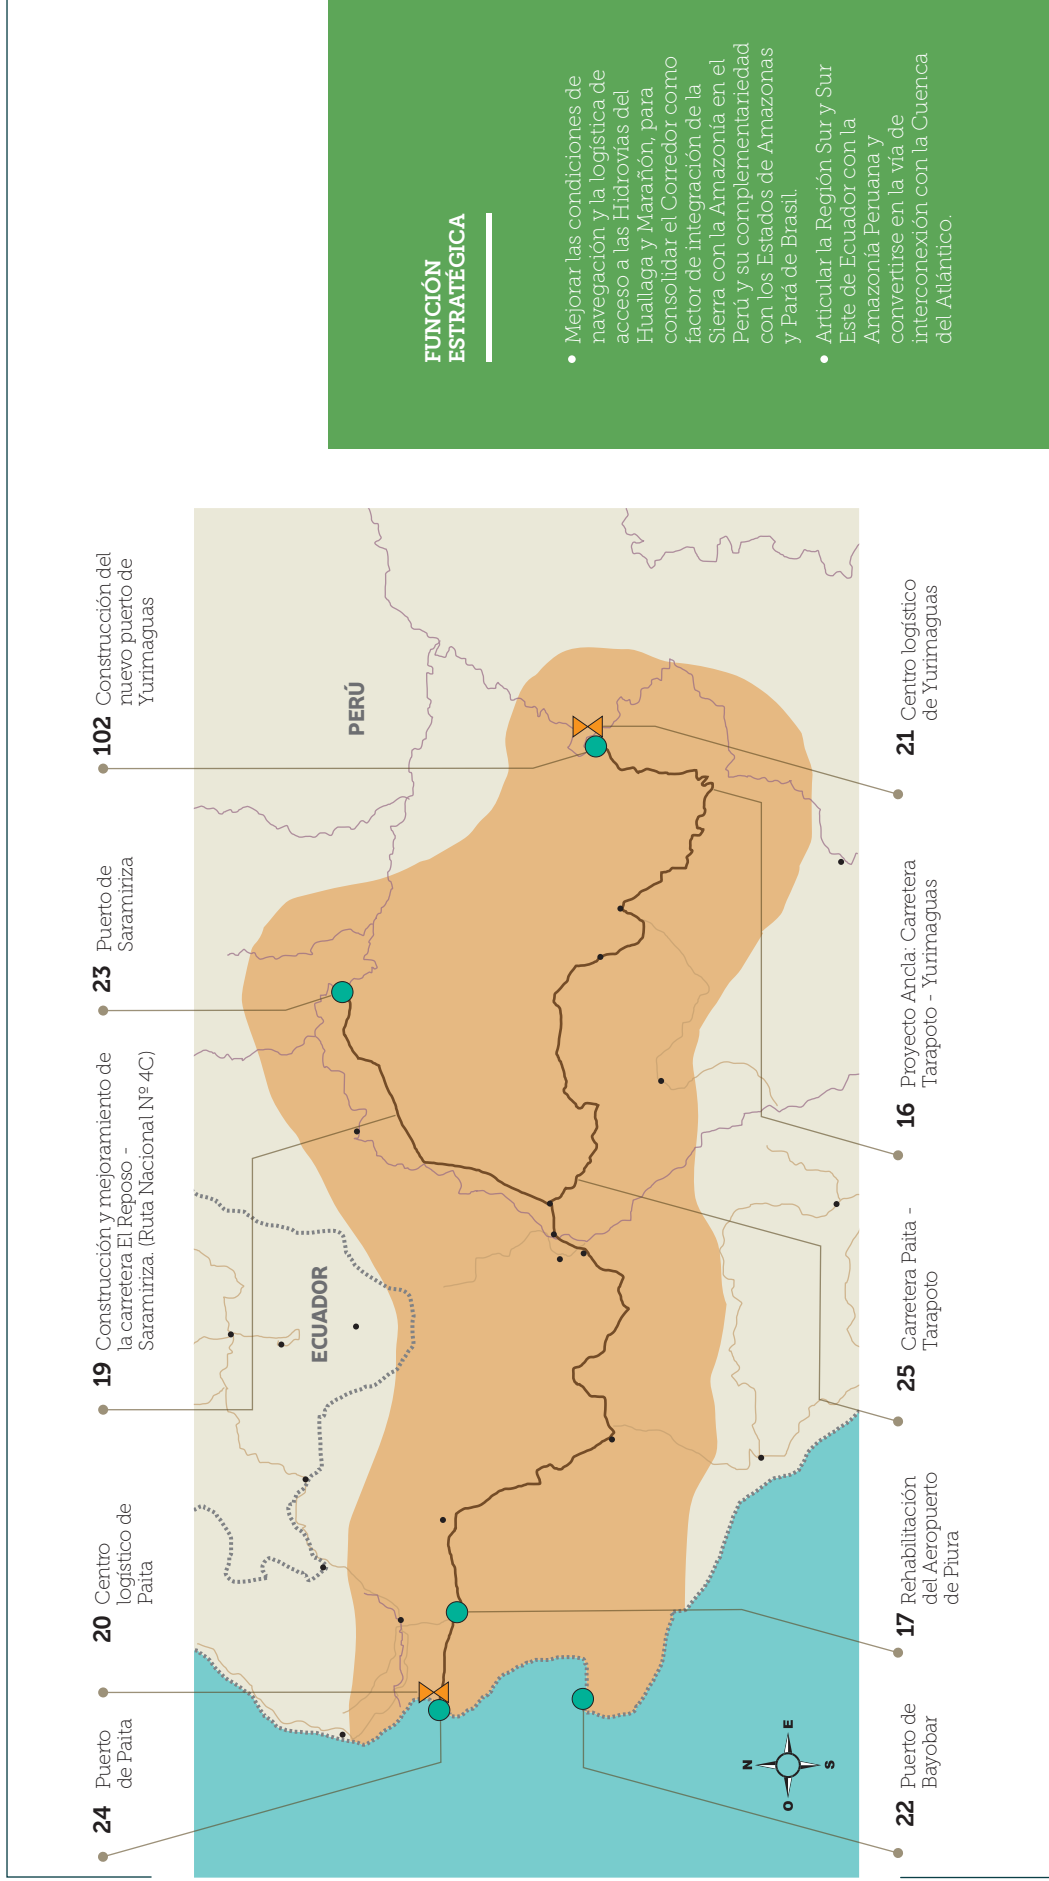 24 Puerto
de Paita
20 Centro
logístico de
Paita
19 Construcción y mejoramiento de
la carretera El Reposo -
Saramiriza. (Ruta Nacional Nº 4C)
23 Puerto de
Saramiriza
102 Construcción del
nuevo puerto de
Yurimaguas
ECUADOR
PERÚ
N
O
E
S
22 Puerto de
Bayobar
17 Rehabilitación
del Aeropuerto
de Piura
25 Carretera Paita -
Tarapoto
16 Proyecto Ancla: Carretera
Tarapoto - Yurimaguas
21 Centro logístico
de Yurimaguas
FUNCIÓN
ESTRATÉGICA
• Mejorar las condiciones de
navegación y la logística de
acceso a las Hidrovías del
Huallaga y Marañón, para
consolidar el Corredor como
factor de integración de la
Sierra con la Amazonía en el
Perú y su complementariedad
con los Estados de Amazonas
y Pará de Brasil.
• Articular la Región Sur y Sur
Este de Ecuador con la
Amazonía Peruana y
convertirse en la vía de
interconexión con la Cuenca
del Atlántico.